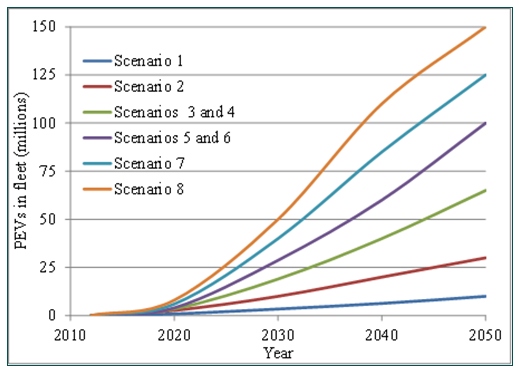 150
125
100
75
50
25
0
PEVs in fleet (millions)
Scenario 1
Scenario 2
Scenarios 3 and 4
Scenarios 5 and 6
Scenario 7
Scenario 8
2010 2020 2030 2040 2050
Year